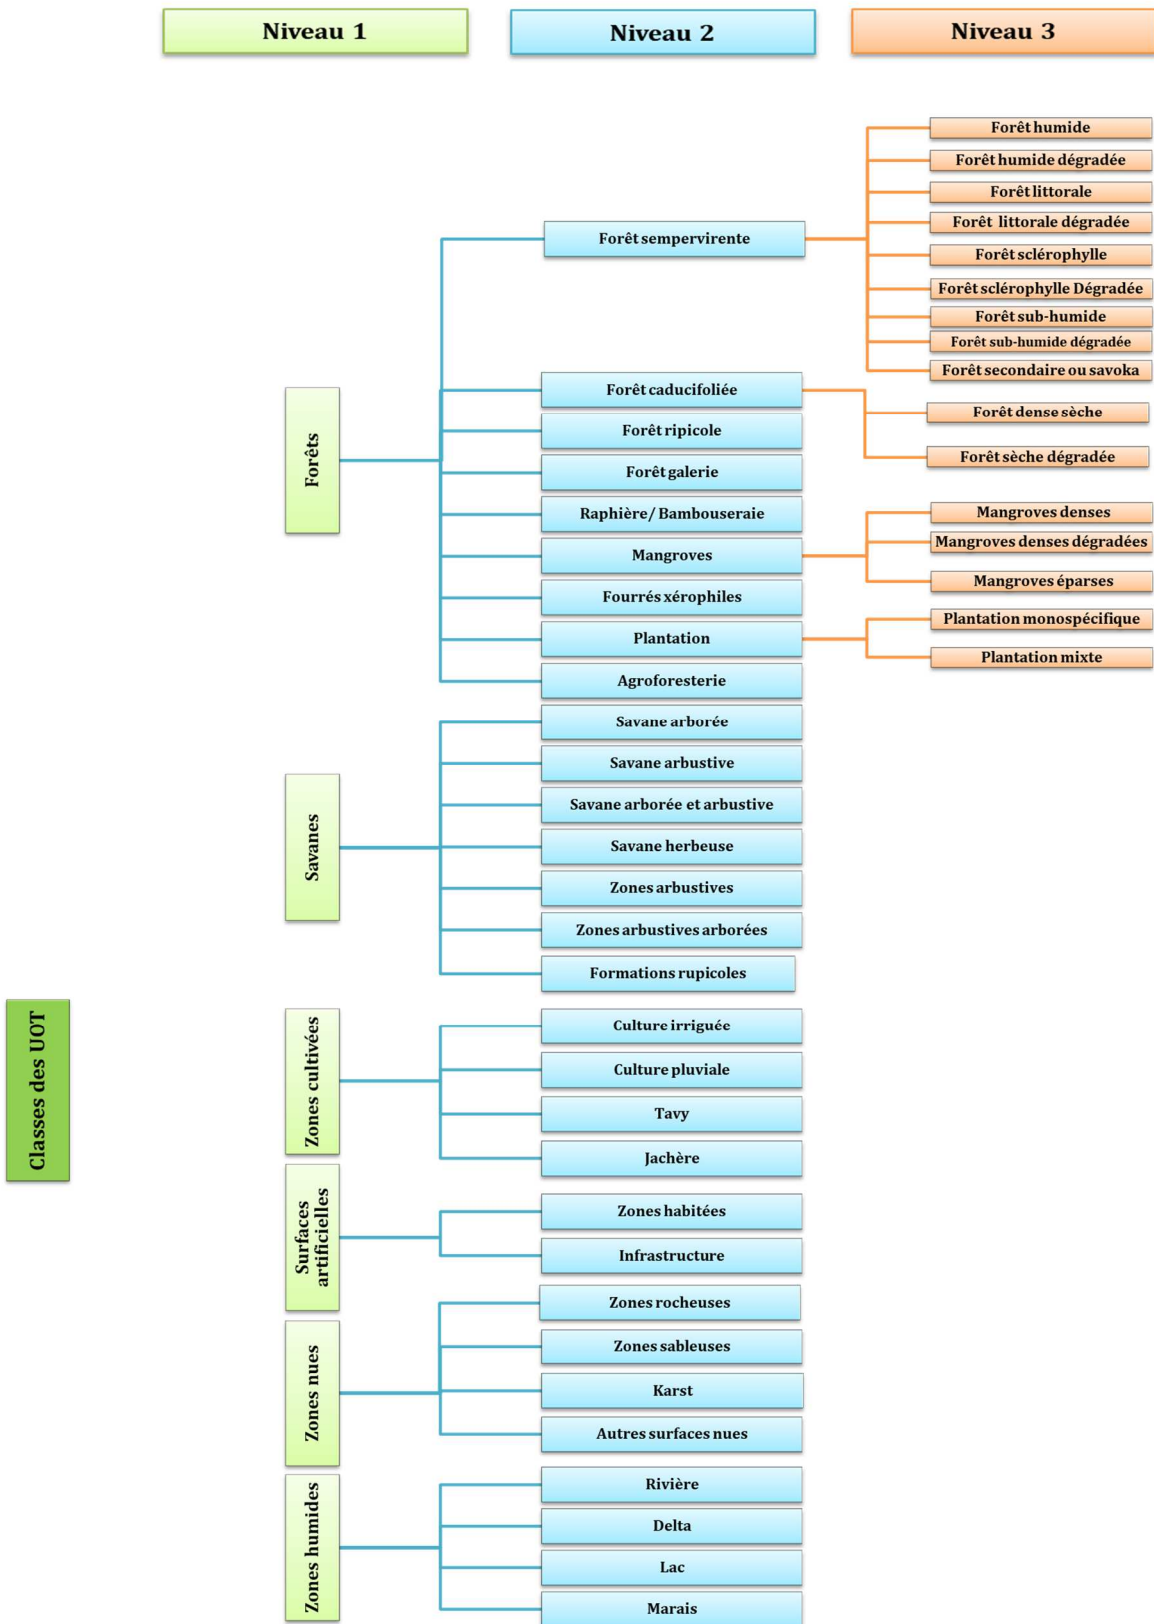 Niveau 1
Niveau 2
Niveau 3
Classes des UOT
Forêts
Forêt sempervirente
Forêt humide
Forêt humide dégradée
Forêt littorale
Forêt littorale dégradée
Forêt sclérophylle
Forêt sclérophylle Dégradée
Forêt sub-humide
Forêt sub-humide dégradée
Forêt secondaire ou savoka
Forêt caducifoliée
Forêt dense sèche
Forêt sèche dégradée
Forêt ripicole
Forêt galerie
Raphière/ Bambouseraie
Mangroves
Mangroves denses
Mangroves denses dégradées
Mangroves éparses
Fourrés xérophiles
Plantation
Plantation monospécifique
Plantation mixte
Agroforesterie
Savanes
Savane arborée
Savane arbustive
Savane arborée et arbustive
Savane herbeuse
Zones arbustives
Zones arbustives arborées
Formations rupicoles
Zones cultivées
Culture irriguée
Culture pluviale
Tavy
Jachère
Surfaces
artificielles
Zones habitées
Infrastructure
Zones nues
Zones rocheuses
Zones sableuses
Karst
Autres surfaces nues
Zones humides
Rivière
Delta
Lac
Marais